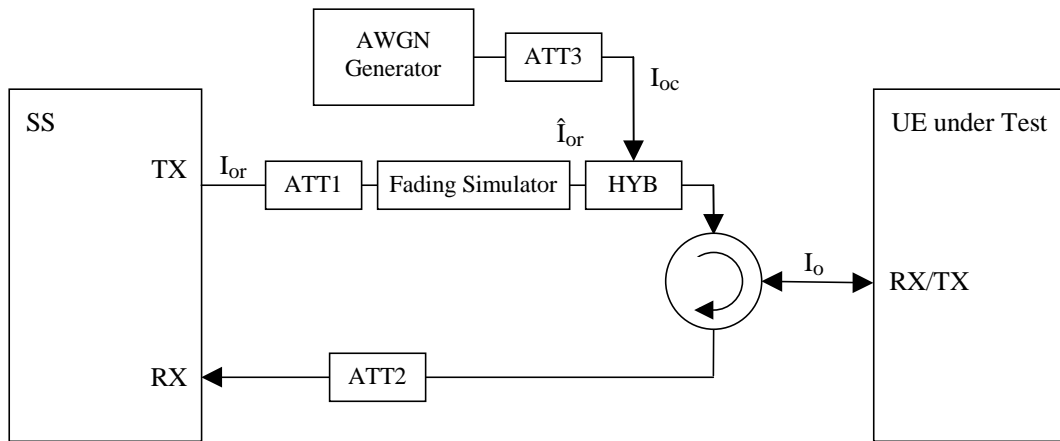 AWGN
Generator
ATT3
I_oc
SS
UE under Test
Î_or
TX
I_or
ATT1
Fading Simulator
HYB
I_o
RX/TX
RX
ATT2